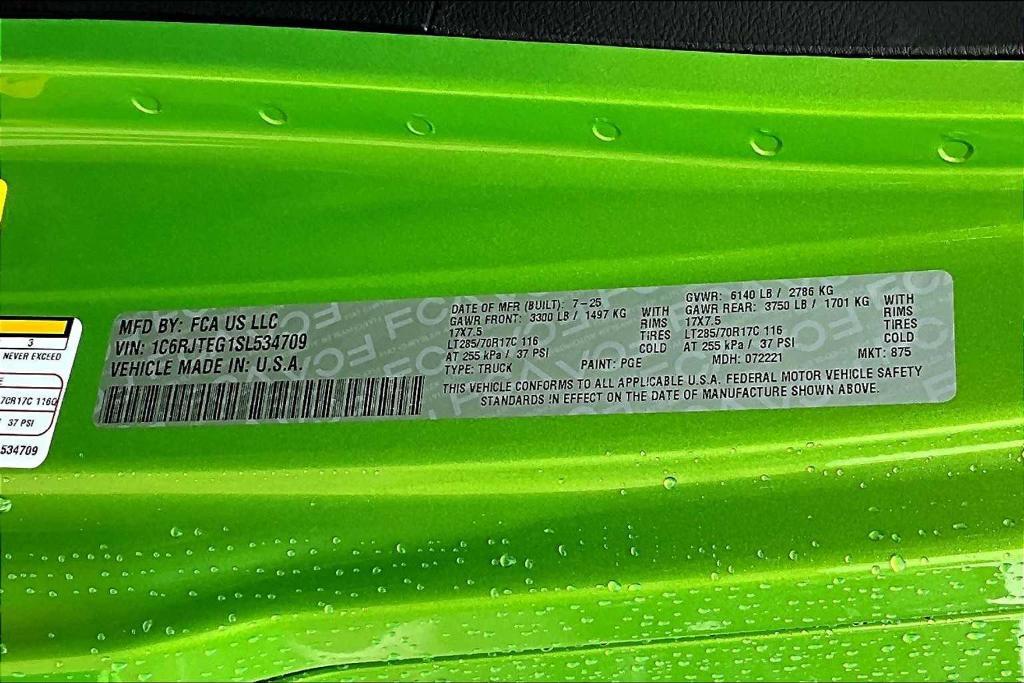 MFD BY: FCA US LLC
VIN: 1C6RJTEG1SL534709
VEHICLE MADE IN: U.S.A.
DATE OF MFR (BUILT): 7-25
GAWR FRONT: 3300 LB / 1497 KG WITH
17X7.5 RIMS
LT285/70R17C 116 TIRES
AT 255 kPa / 37 PSI COLD
TYPE: TRUCK
PAINT: PGE
GVWR: 6140 LB / 2786 KG
GAWR REAR: 3750 LB / 1701 KG WITH
17X7.5 RIMS
LT285/70R17C 116 TIRES
AT 255 kPa / 37 PSI COLD
MDH: 072221
MKT: 875
THIS VEHICLE CONFORMS TO ALL APPLICABLE U.S.A. FEDERAL MOTOR VEHICLE SAFETY
STANDARDS IN EFFECT ON THE DATE OF MANUFACTURE SHOWN ABOVE.
3
NEVER EXCEED
E
70R17C 116Q
37 PSI
534709